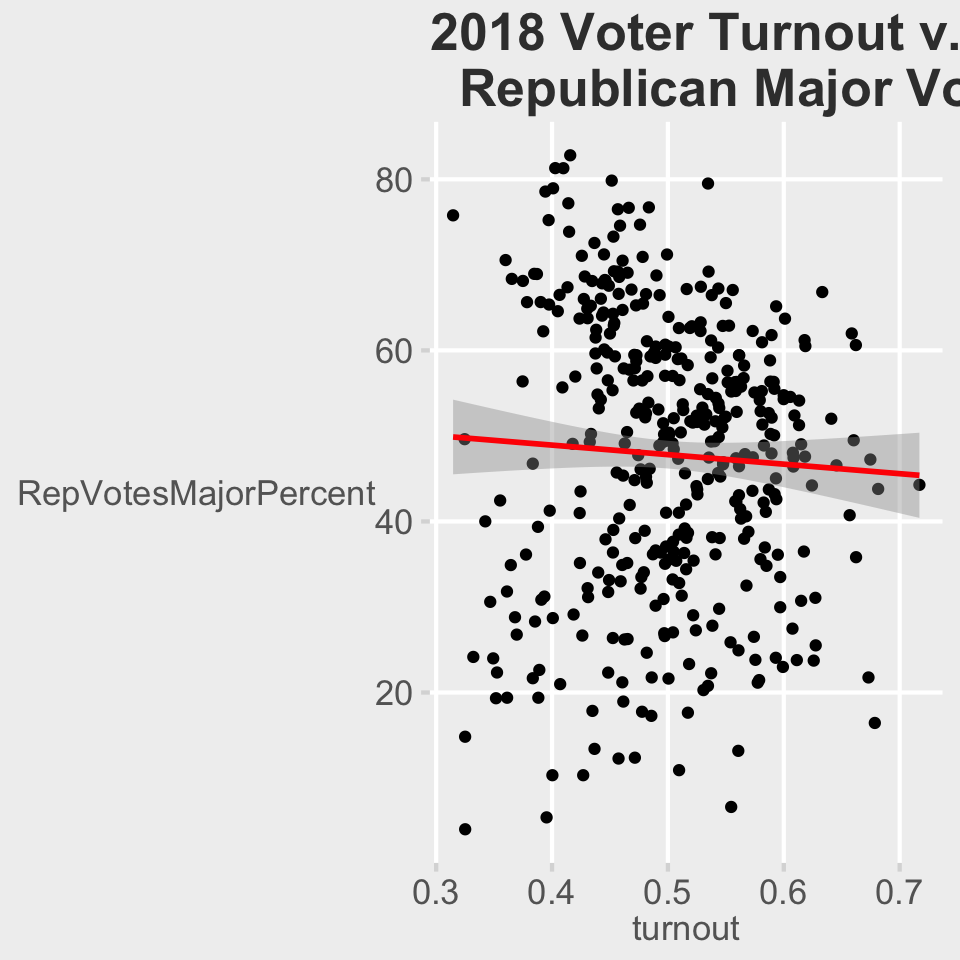 2018 Voter Turnout v.
Republican Major Vo
80
60
RepVotesMajorPercent
40
20
0.3 0.4 0.5 0.6 0.7
turnout